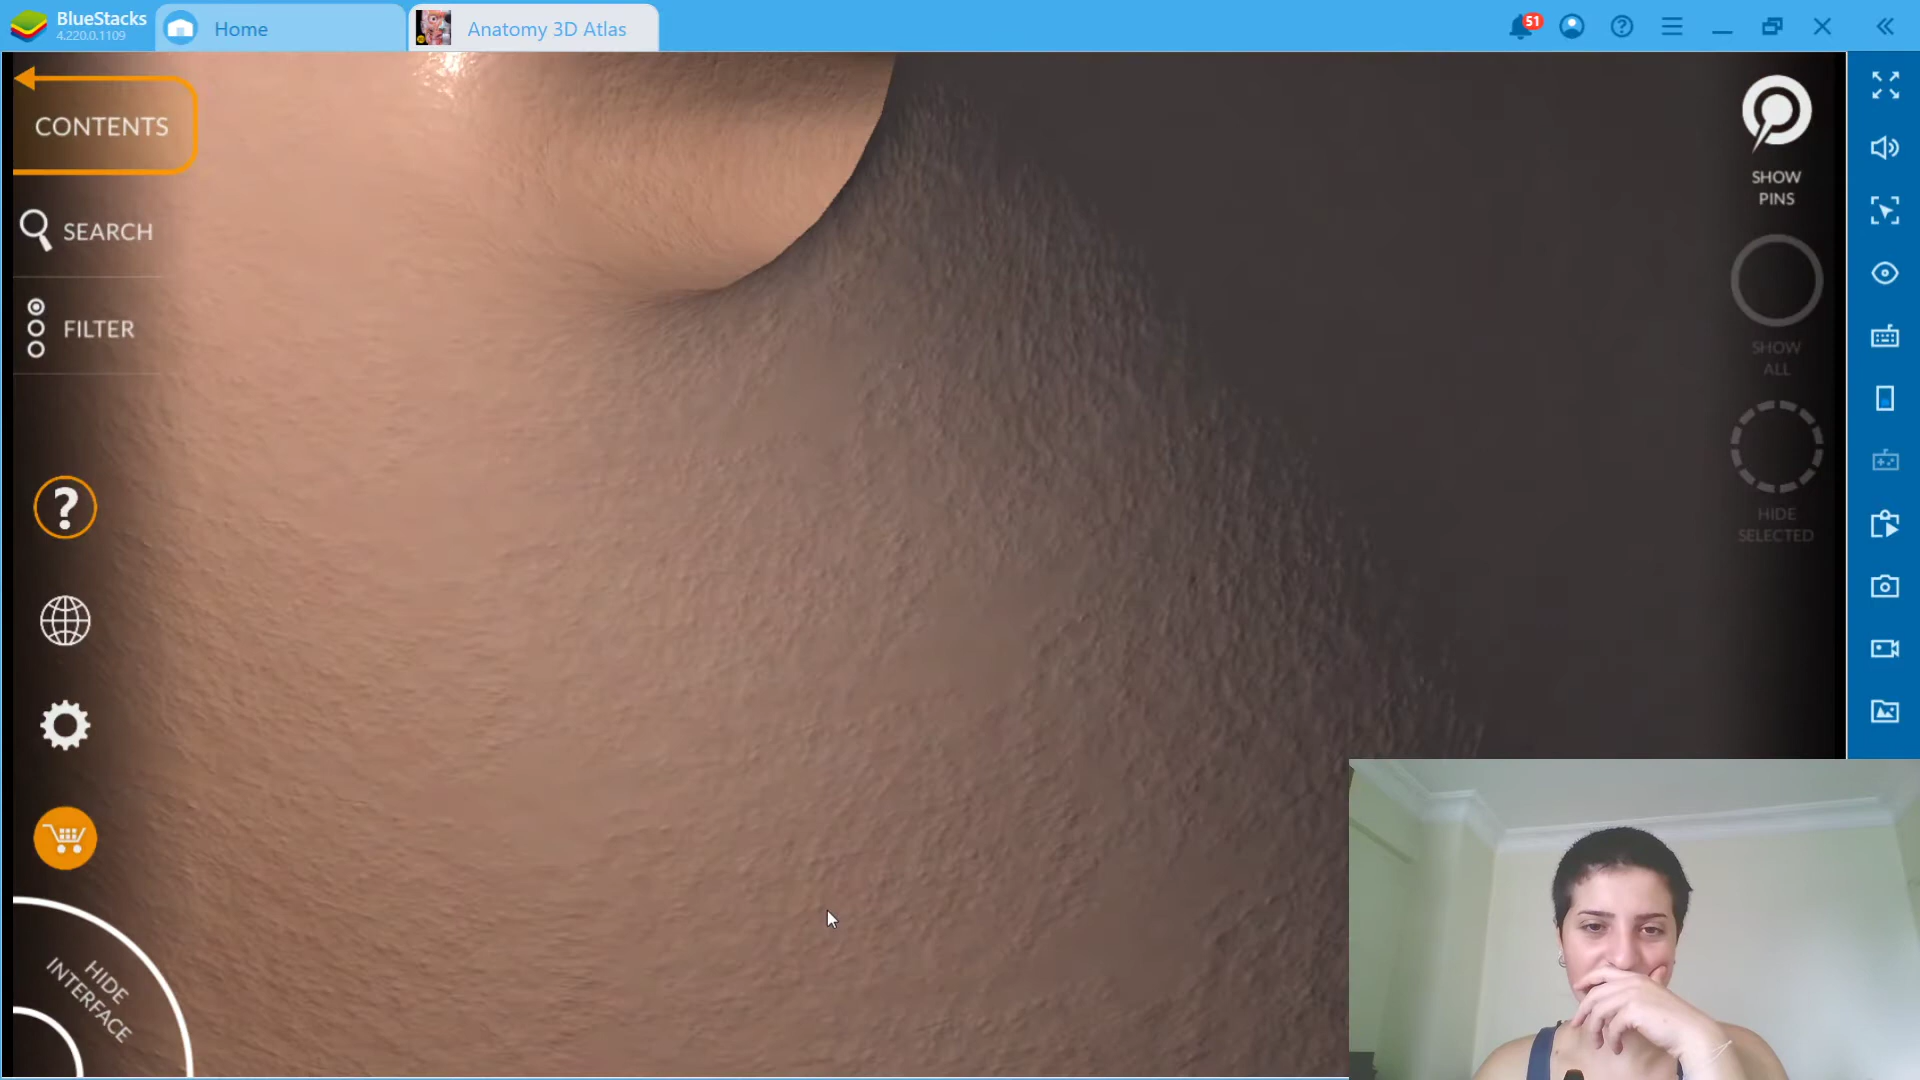 BlueStacks
4.220.0.1109
Home
Anatomy 3D Atlas
51
CONTENTS
SEARCH
FILTER
HIDE
INTERFACE
SHOW
PINS
SHOW
ALL
HIDE
SELECTED